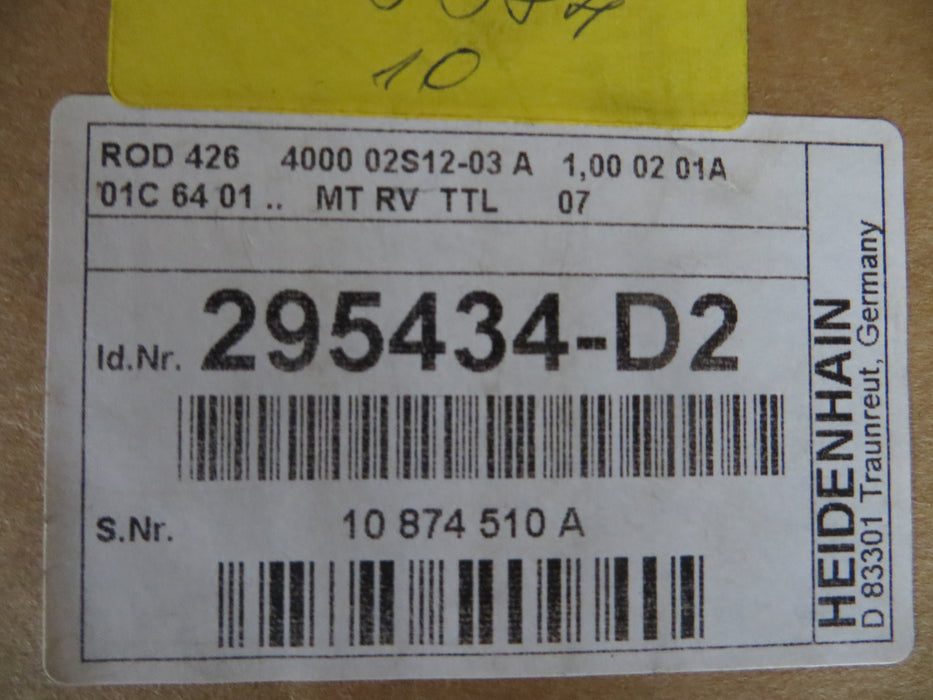 10
ROD 426 4000 02S12-03 A 1,00 02 01A
01C 64 01 .. MT RV TTL 07
Id.Nr. 295434-D2
S.Nr. 10 874 510 A
HEIDENHAIN
D 83301 Traunreut, Germany